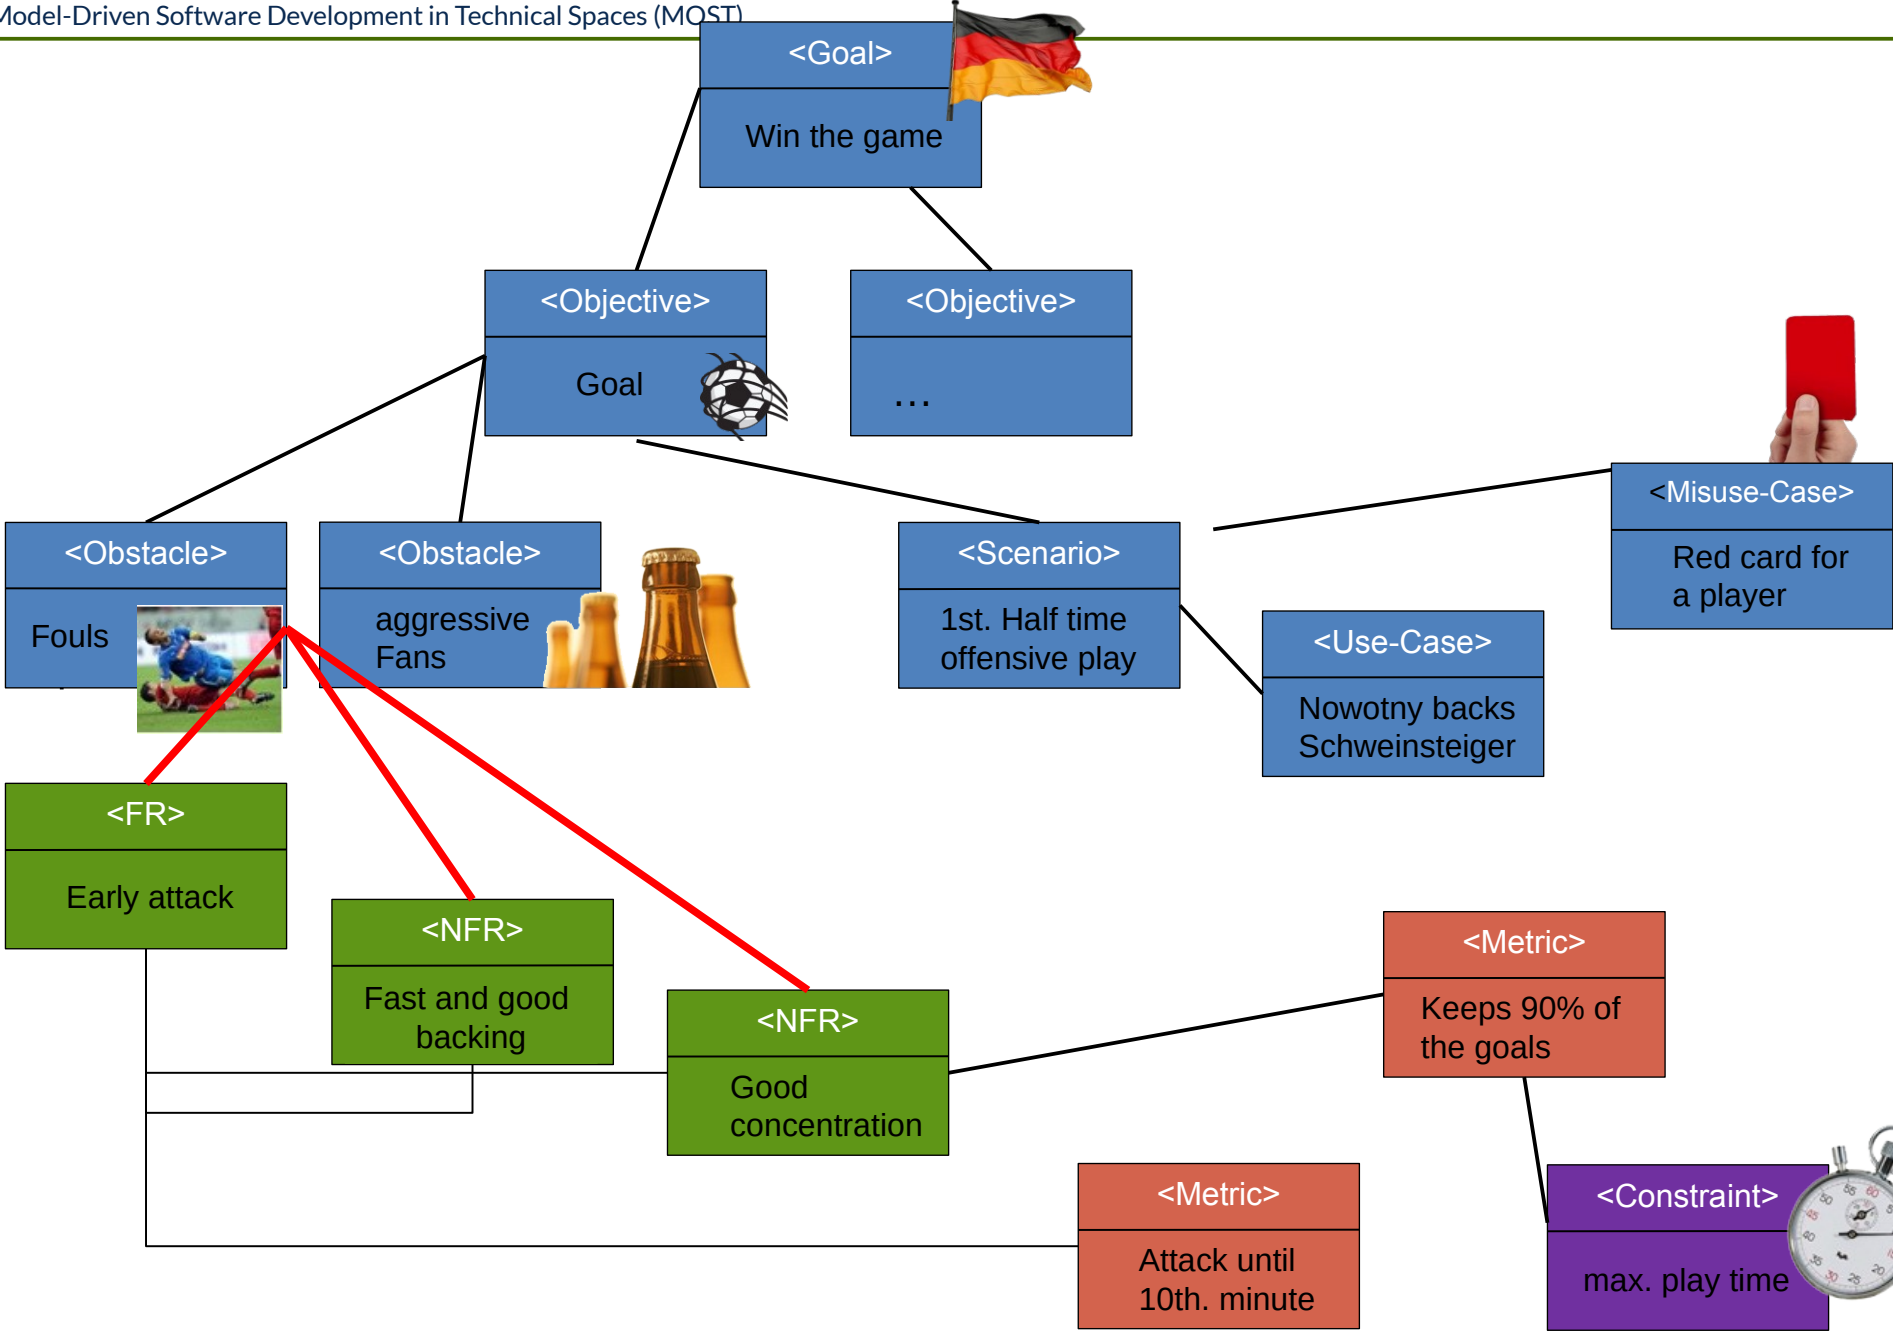 Model-Driven Software Development in Technical Spaces (MOST)
<Goal>
Win the game
<Objective>
Goal
<Objective>
...
<Misuse-Case>
Red card for
a player
<Obstacle>
Fouls
<Obstacle>
aggressive
Fans
<Scenario>
1st. Half time
offensive play
<Use-Case>
Nowotny backs
Schweinsteiger
<FR>
Early attack
<NFR>
Fast and good
backing
<NFR>
Good
concentration
<Metric>
Keeps 90% of
the goals
<Metric>
Attack until
10th. minute
<Constraint>
max. play time